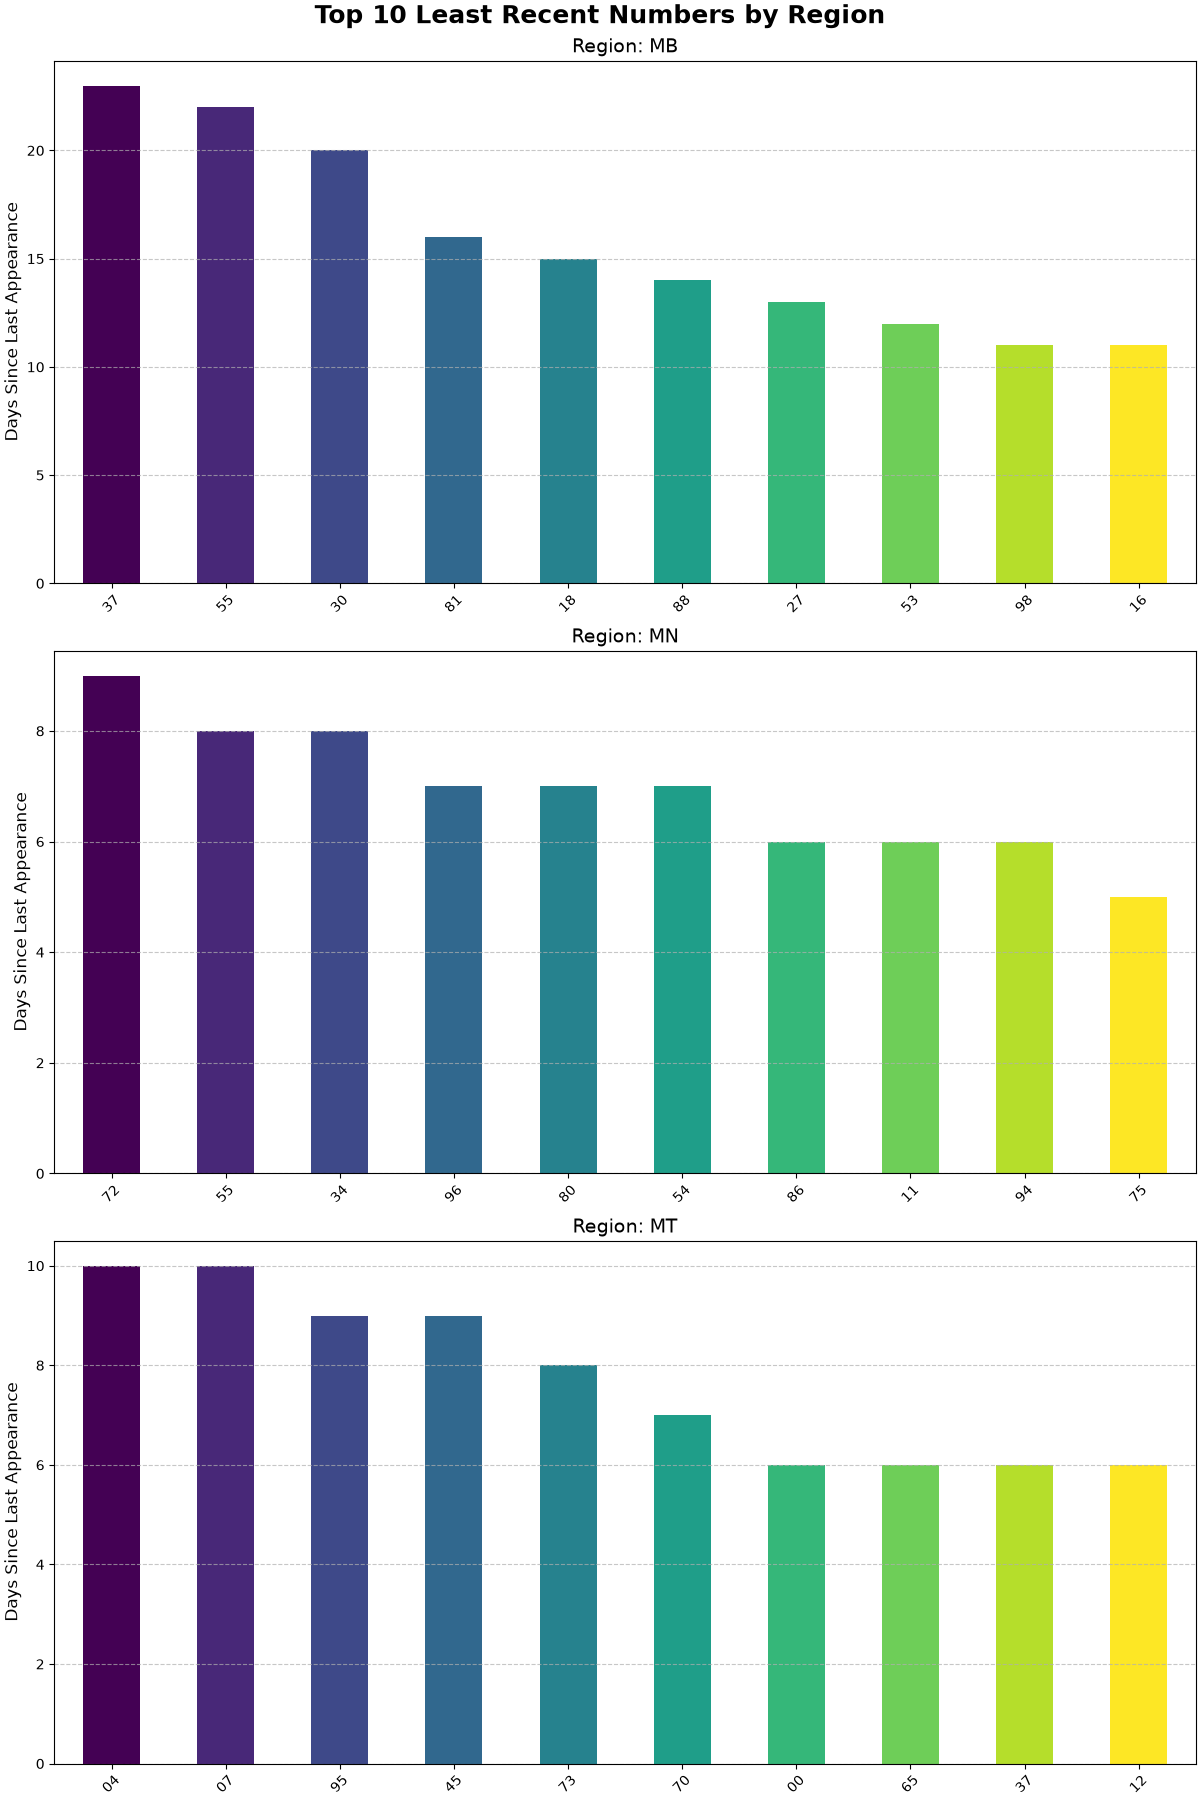 Top 10 Least Recent Numbers by Region
Region: MB
Days Since Last Appearance
20
15
10
5
0
37 55 30 81 18 88 27 53 98 16
Region: MN
Days Since Last Appearance
8
6
4
2
0
72 55 34 96 80 54 86 11 94 75
Region: MT
Days Since Last Appearance
10
8
6
4
2
0
04 07 95 45 73 70 00 65 37 12